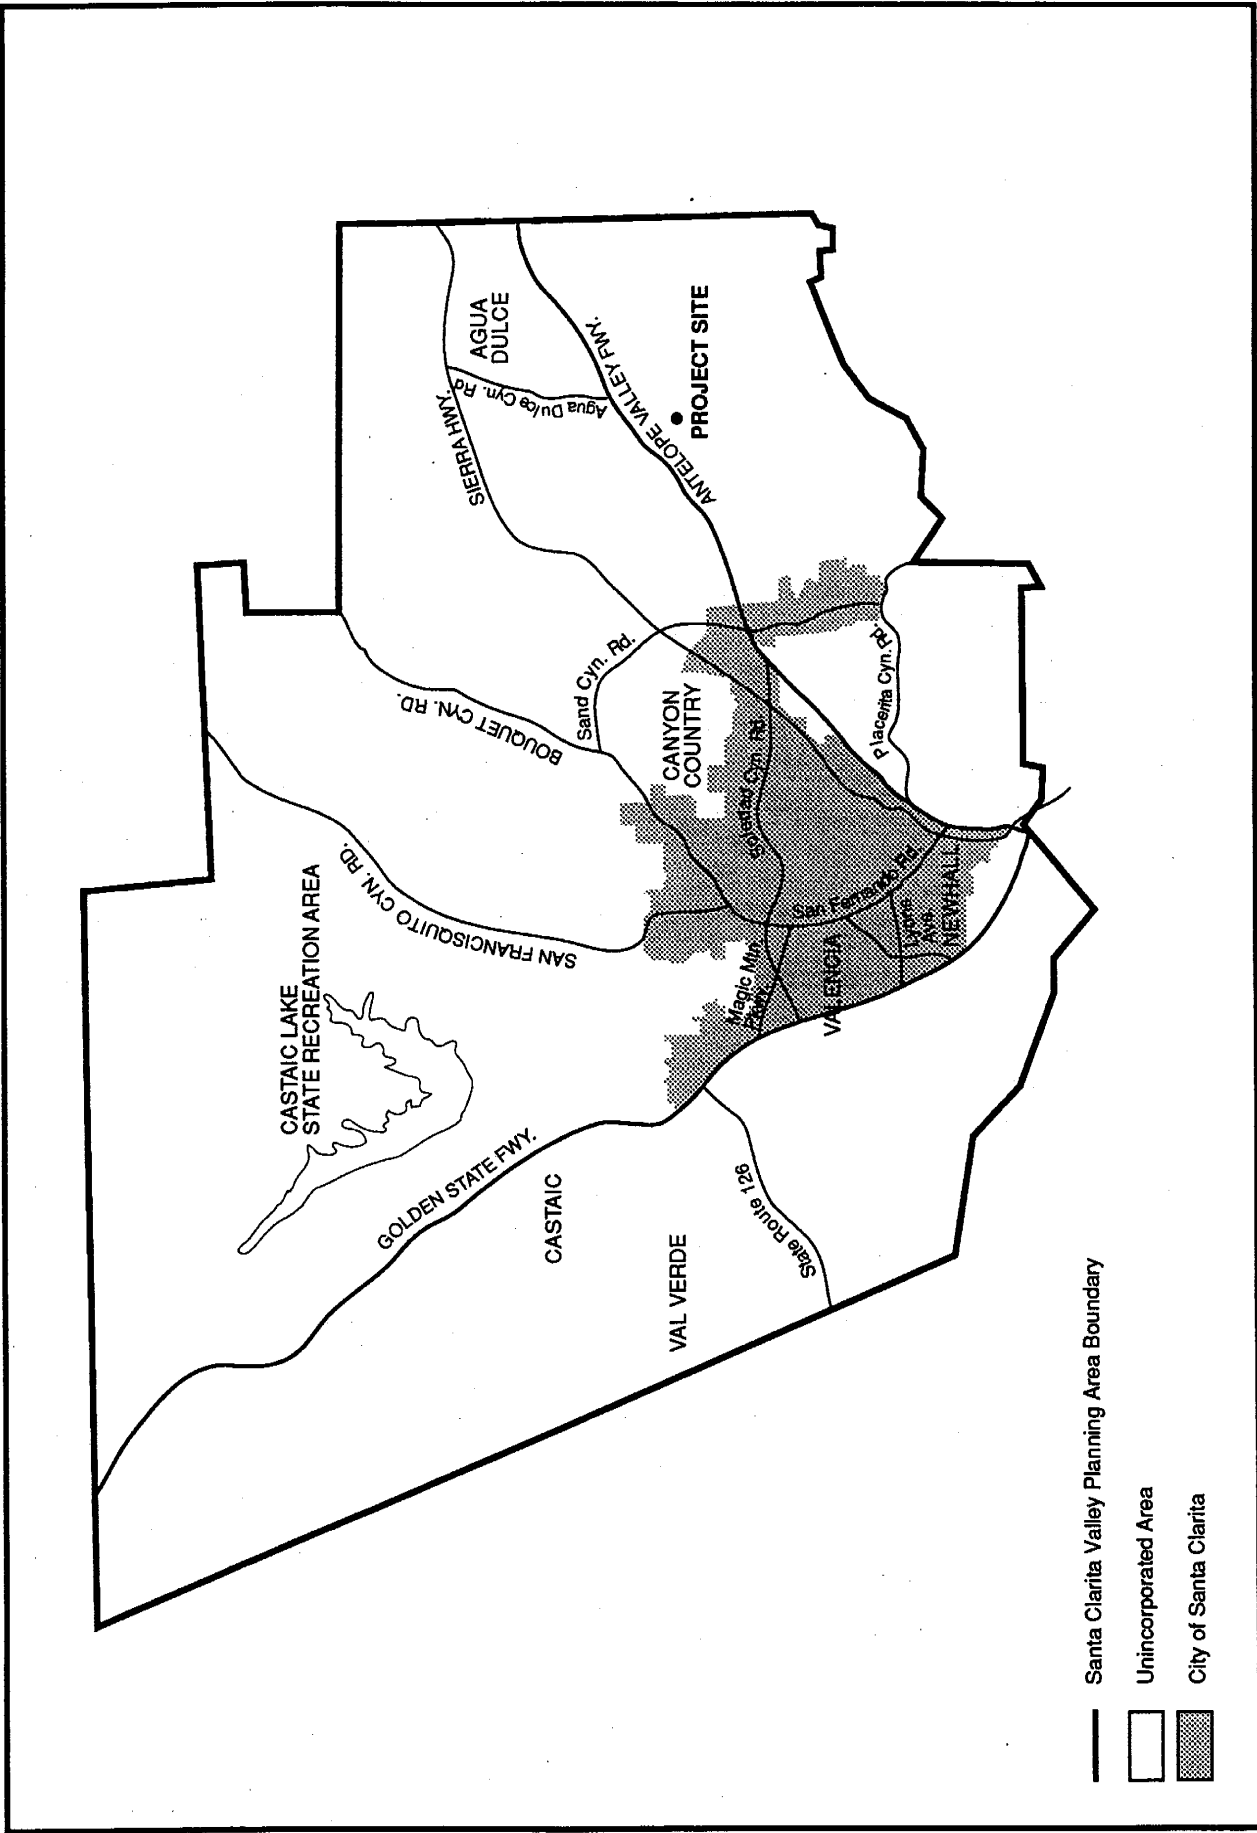 CASTAIC LAKE
STATE RECREATION AREA
SAN FRANCISQUITO CYN. RD.
BOUQUET CYN. RD.
GOLDEN STATE FWY.
SIERRA HWY.
AGUA
DULCE
Agua Dulce Cyn. Rd
ANTELOPE VALLEY FWY.
PROJECT SITE
CASTAIC
Sand Cyn. Rd.
VAL VERDE
CANYON
COUNTRY
State Route 126
Magic Mtn.
Pkwy.
Soledad Cyn. Rd.
San Fernando Rd.
Placerita Cyn. Rd.
VALENCIA
Lyons
Ave.
NEWHALL
Santa Clarita Valley Planning Area Boundary
Unincorporated Area
City of Santa Clarita